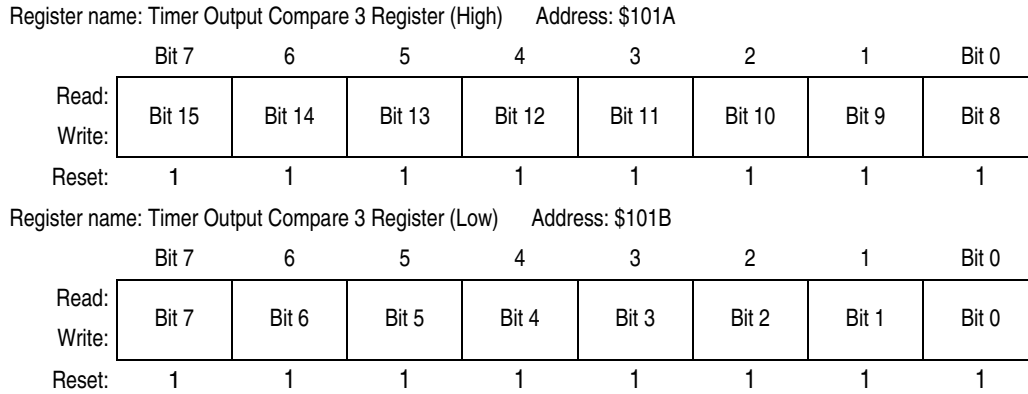 Register name: Timer Output Compare 3 Register (High) Address: $101A
Bit 7 6 5 4 3 2 1 Bit 0
Read:
Bit 15 Bit 14 Bit 13 Bit 12 Bit 11 Bit 10 Bit 9 Bit 8
Write:
Reset: 1 1 1 1 1 1 1 1
Register name: Timer Output Compare 3 Register (Low) Address: $101B
Bit 7 6 5 4 3 2 1 Bit 0
Read:
Bit 7 Bit 6 Bit 5 Bit 4 Bit 3 Bit 2 Bit 1 Bit 0
Write:
Reset: 1 1 1 1 1 1 1 1